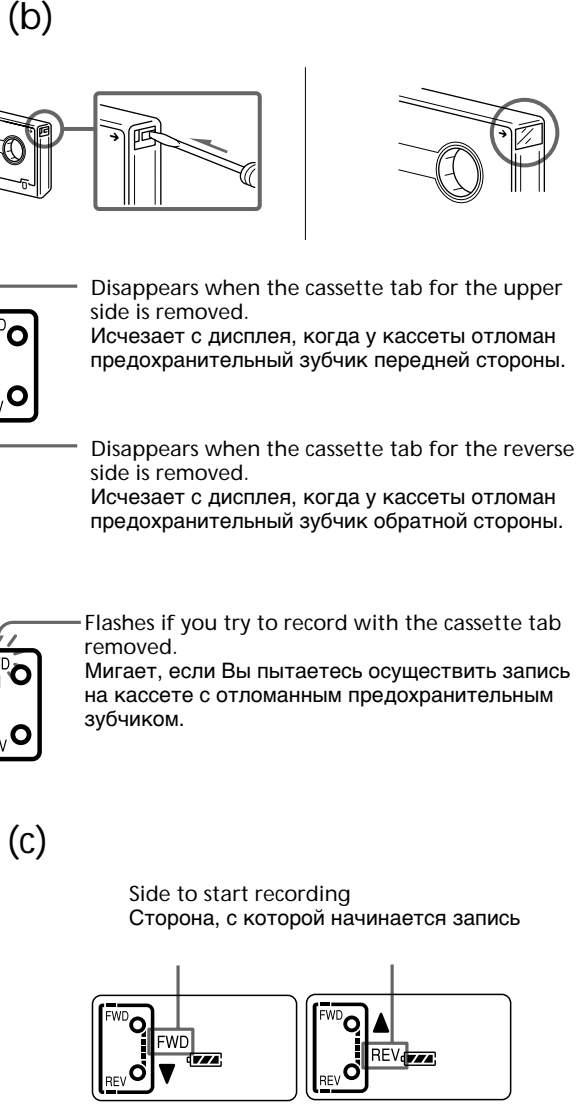 (b)
Disappears when the cassette tab for the upper
side is removed.
Исчезает с дисплея, когда у кассеты отломан
предохранительный зубчик передней стороны.
Disappears when the cassette tab for the reverse
side is removed.
Исчезает с дисплея, когда у кассеты отломан
предохранительный зубчик обратной стороны.
Flashes if you try to record with the cassette tab
removed.
Мигает, если Вы пытаетесь осуществить запись
на кассете с отломанным предохранительным
зубчиком.
(c)
Side to start recording
Сторона, с которой начинается запись
FWD
FWD
REV
FWD
REV
REV